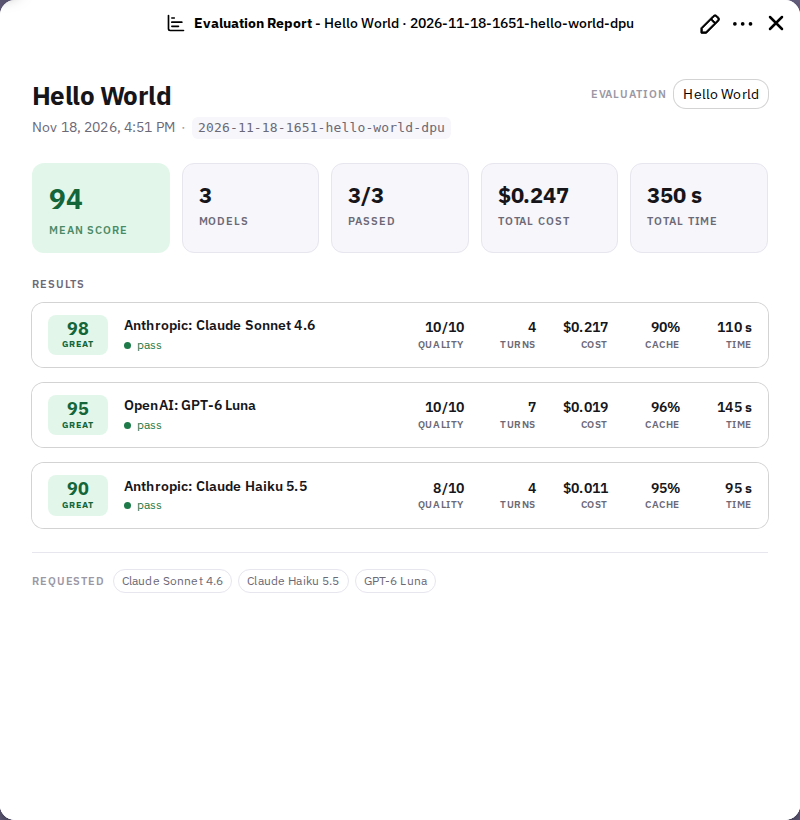 Evaluation Report - Hello World · 2026-11-18-1651-hello-world-dpu
Hello World
EVALUATION Hello World
Nov 18, 2026, 4:51 PM · 2026-11-18-1651-hello-world-dpu
94 3 3/3 $0.247 350 s
MEAN SCORE MODELS PASSED TOTAL COST TOTAL TIME
RESULTS
98 Anthropic: Claude Sonnet 4.6 10/10 4 $0.217 90% 110 s
GREAT pass QUALITY TURNS COST CACHE TIME
95 OpenAI: GPT-6 Luna 10/10 7 $0.019 96% 145 s
GREAT pass QUALITY TURNS COST CACHE TIME
90 Anthropic: Claude Haiku 5.5 8/10 4 $0.011 95% 95 s
GREAT pass QUALITY TURNS COST CACHE TIME
REQUESTED Claude Sonnet 4.6 Claude Haiku 5.5 GPT-6 Luna